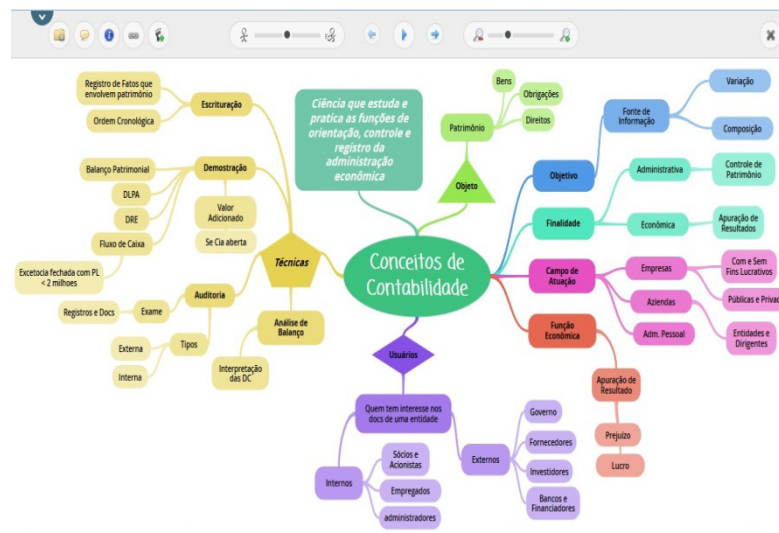 Ciência que estuda e
pratica as funções de
orientação, controle e
registro da
administração
econômica
Conceitos de
Contabilidade
Objeto
Patrimônio
Bens
Obrigações
Direitos
Objetivo
Fonte de
Informação
Variação
Composição
Finalidade
Administrativa
Controle de
Patrimônio
Econômica
Apuração de
Resultados
Campo de
Atuação
Empresas
Com e Sem
Fins Lucrativos
Públicas e Privad
Aziendas
Entidades e
Dirigentes
Adm. Pessoal
Função
Econômica
Apuração de
Resultado
Prejuízo
Lucro
Usuários
Quem tem interesse nos
docs de uma entidade
Internos
Sócios e
Acionistas
Empregados
administradores
Externos
Governo
Fornecedores
Investidores
Bancos e
Financiadores
Técnicas
Escrituração
Registro de Fatos que
envolvem patrimônio
Ordem Cronológica
Demostração
Balanço Patrimonial
DLPA
DRE
Fluxo de Caixa
Excetocia fechada com PL
< 2 milhoes
Valor
Adicionado
Se Cia aberta
Auditoria
Exame
Registros e Docs
Tipos
Externa
Interna
Análise de
Balanço
Interpretação
das DC